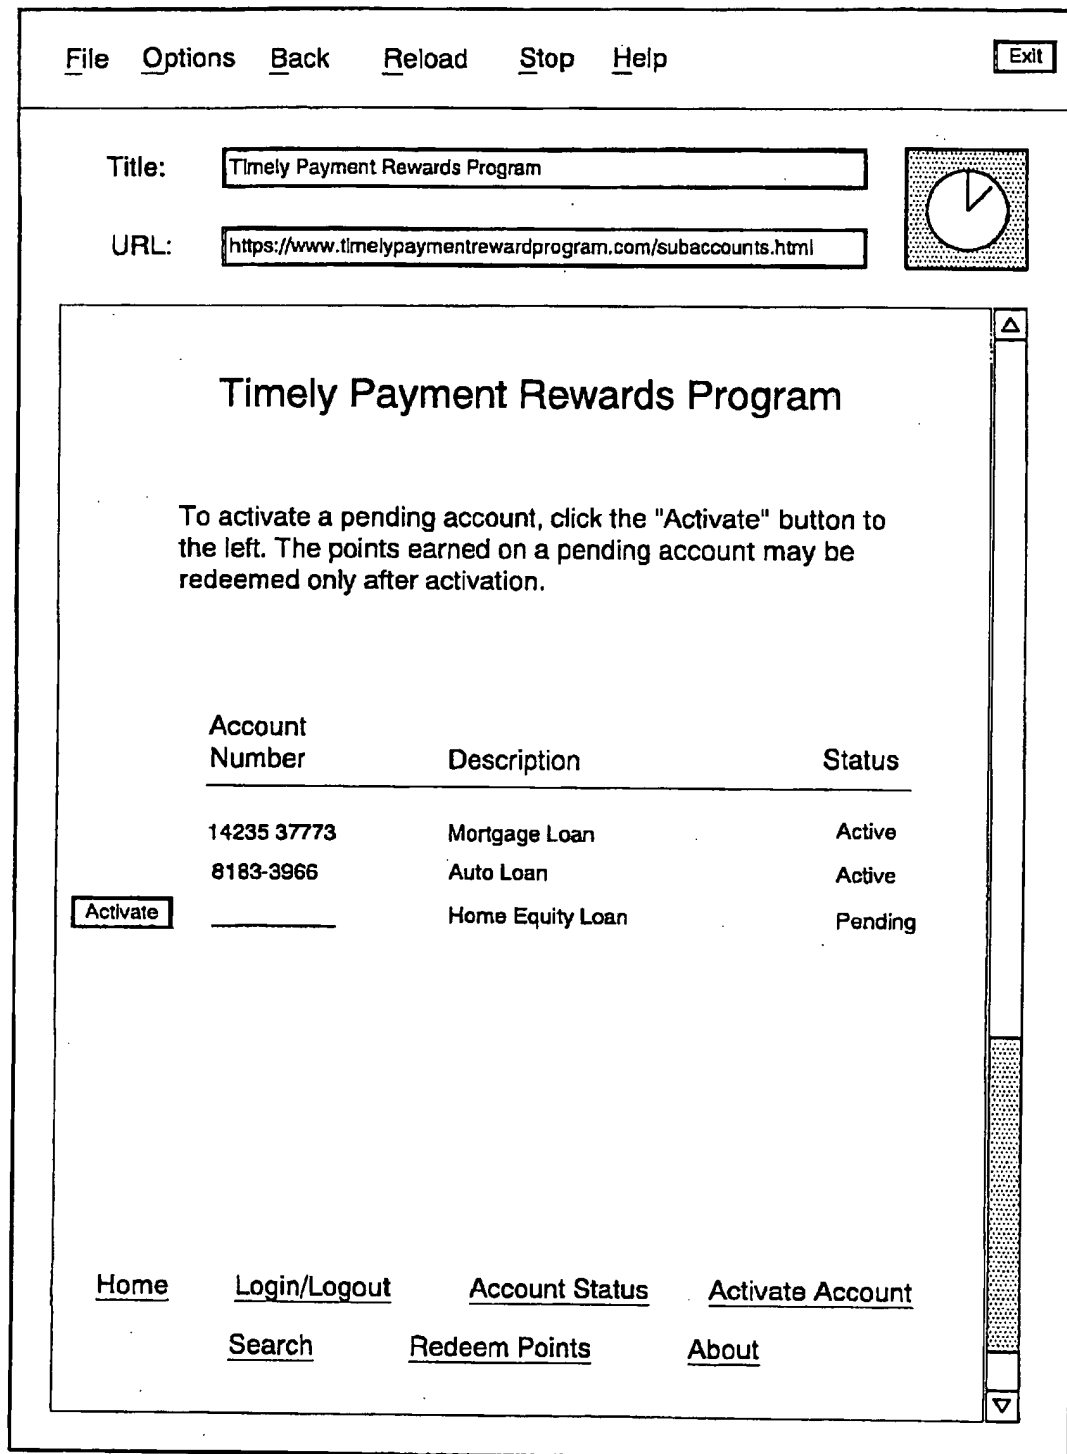 File Options Back Reload Stop Help Exit
Title: Timely Payment Rewards Program
URL: https://www.timelypaymentrewardprogram.com/subaccounts.html
Timely Payment Rewards Program
To activate a pending account, click the "Activate" button to
the left. The points earned on a pending account may be
redeemed only after activation.
Account
Number Description Status
14235 37773 Mortgage Loan Active
8183-3966 Auto Loan Active
Activate Home Equity Loan Pending
Home Login/Logout Account Status Activate Account
Search Redeem Points About